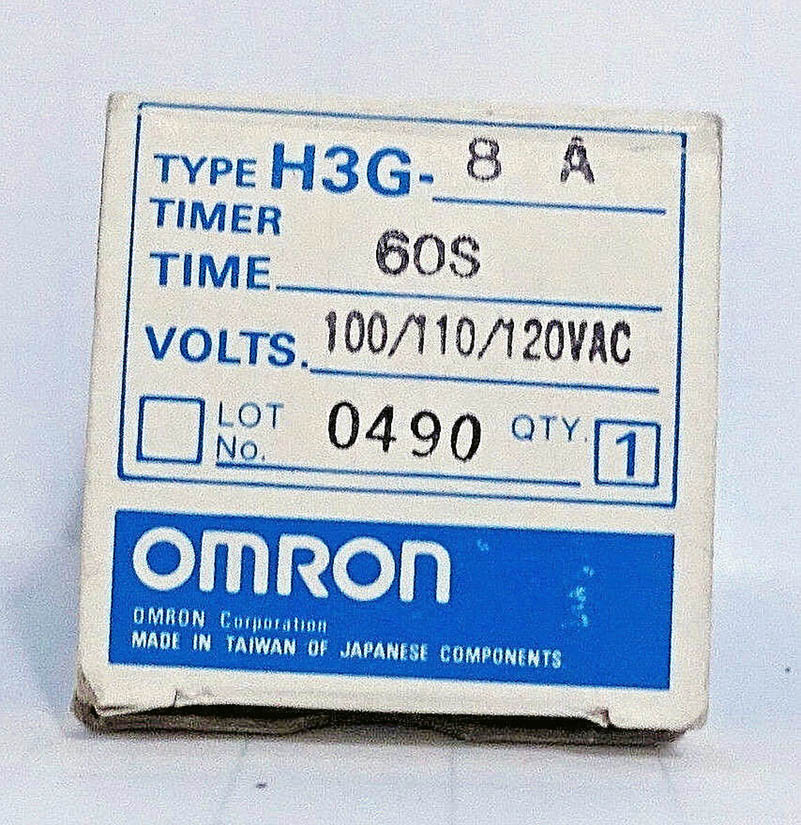 TYPE H3G- 8 A
TIMER
TIME 60S
VOLTS. 100/110/120VAC
LOT No. 0490 QTY. 1
OMRON
OMRON Corporation
MADE IN TAIWAN OF JAPANESE COMPONENTS